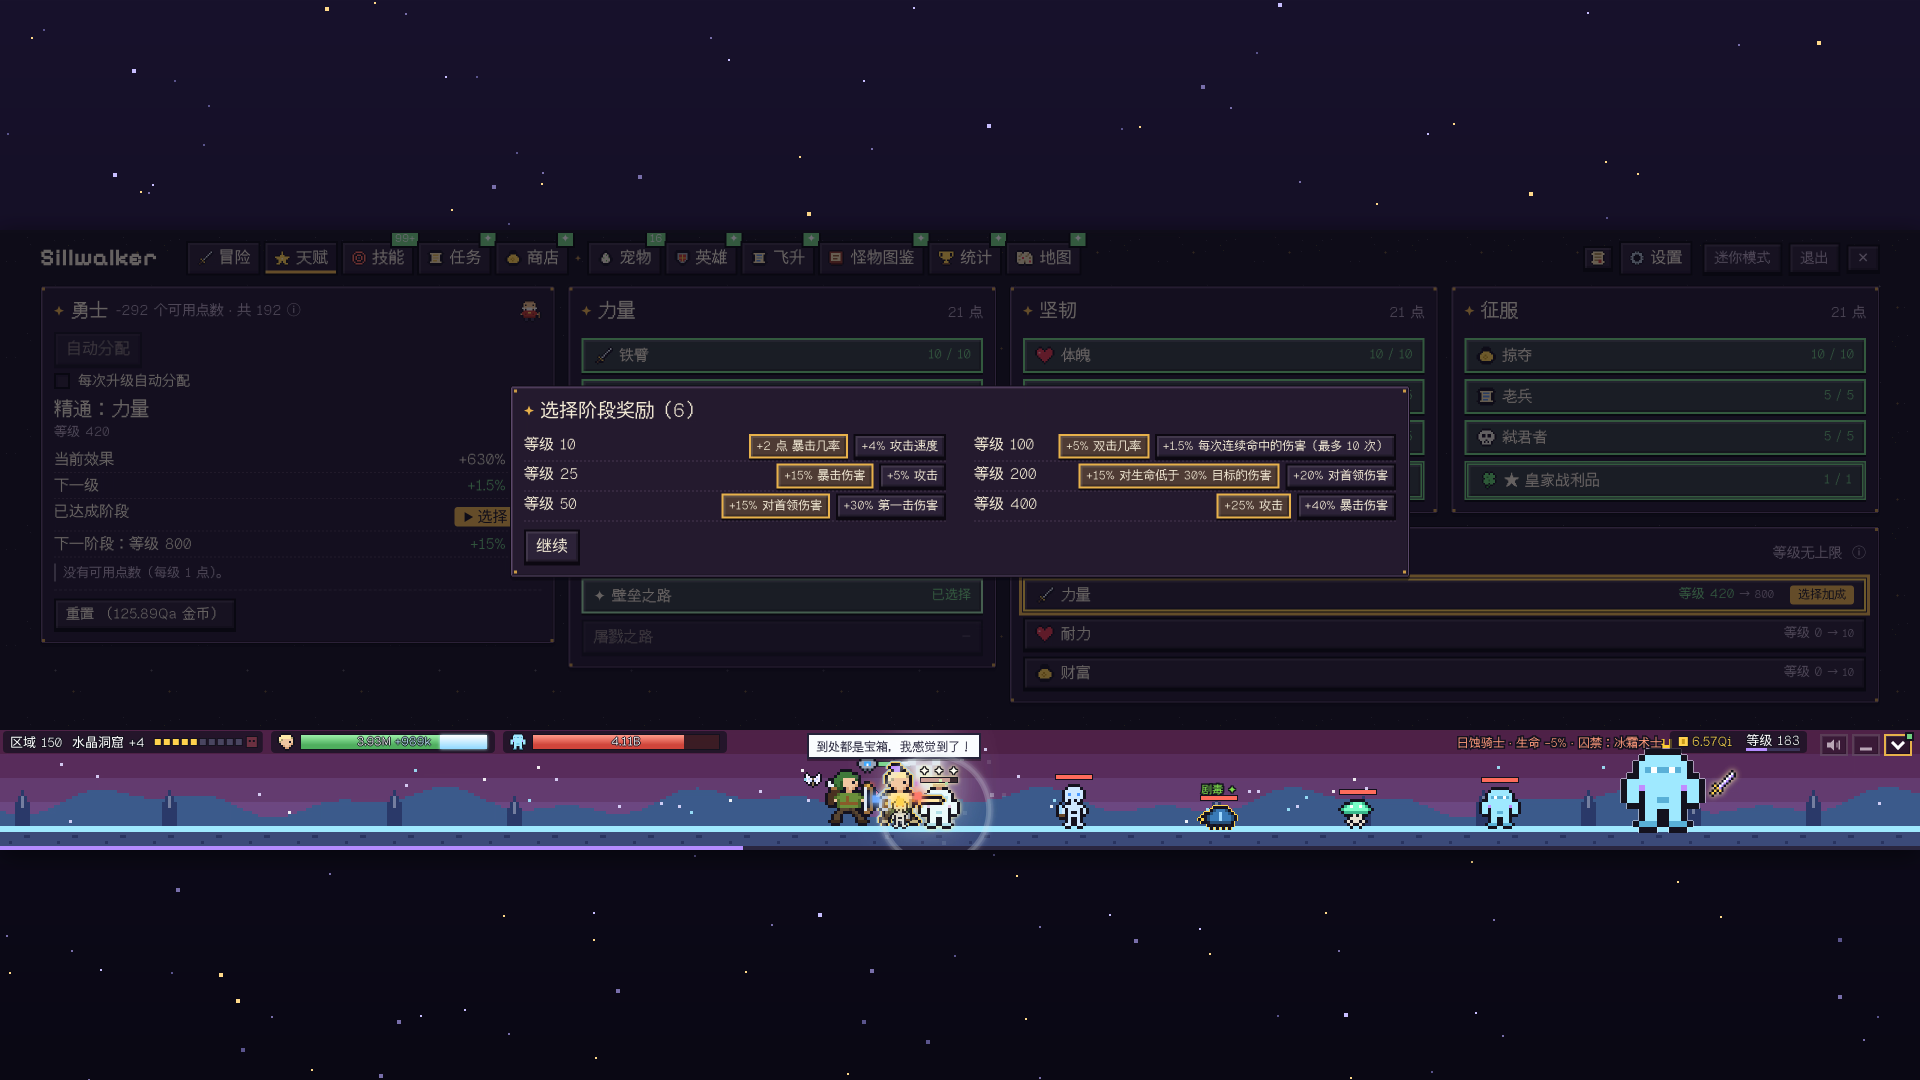 Sillwalker
冒险
天赋
99+
技能
任务
商店
16
宠物
英雄
飞升
怪物图鉴
统计
地图
设置
迷你模式
退出
×
勇士 -292 个可用点数 · 共 192
自动分配
每次升级自动分配
精通：力量
等级 420
当前效果 +630%
下一级 +1.5%
已达成阶段 ▶ 选择
下一阶段：等级 800 +15%
没有可用点数（每级 1 点）。
重置 （125.89Qa 金币）
力量 21 点
铁臂 10 / 10
坚韧 21 点
体魄 10 / 10
征服 21 点
掠夺 10 / 10
老兵 5 / 5
弑君者 5 / 5
★ 皇家战利品 1 / 1
选择阶段奖励（6）
等级 10 +2 点 暴击几率 +4% 攻击速度
等级 25 +15% 暴击伤害 +5% 攻击
等级 50 +15% 对首领伤害 +30% 第一击伤害
等级 100 +5% 双击几率 +1.5% 每次连续命中的伤害（最多 10 次）
等级 200 +15% 对生命低于 30% 目标的伤害 +20% 对首领伤害
等级 400 +25% 攻击 +40% 暴击伤害
继续
壁垒之路 已选择
屠戮之路 —
等级无上限
力量 等级 420 → 800 选择加成
耐力 等级 0 → 10
财富 等级 0 → 10
区域 150 水晶洞窟 +4
3.93M +989k
4.11B
到处都是宝箱，我感觉到了！
日蚀骑士 · 生命 -5% · 囚禁：冰霜术士
6.57Qi
等级 183
剧毒